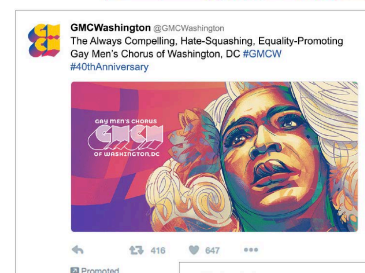 GMCWashington @GMCWashington
The Always Compelling, Hate-Squashing, Equality-Promoting
Gay Men's Chorus of Washington, DC #GMCW
#40thAnniversary
GAY MEN'S CHORUS
GMCW
OF WASHINGTON, DC
416
647
Promoted